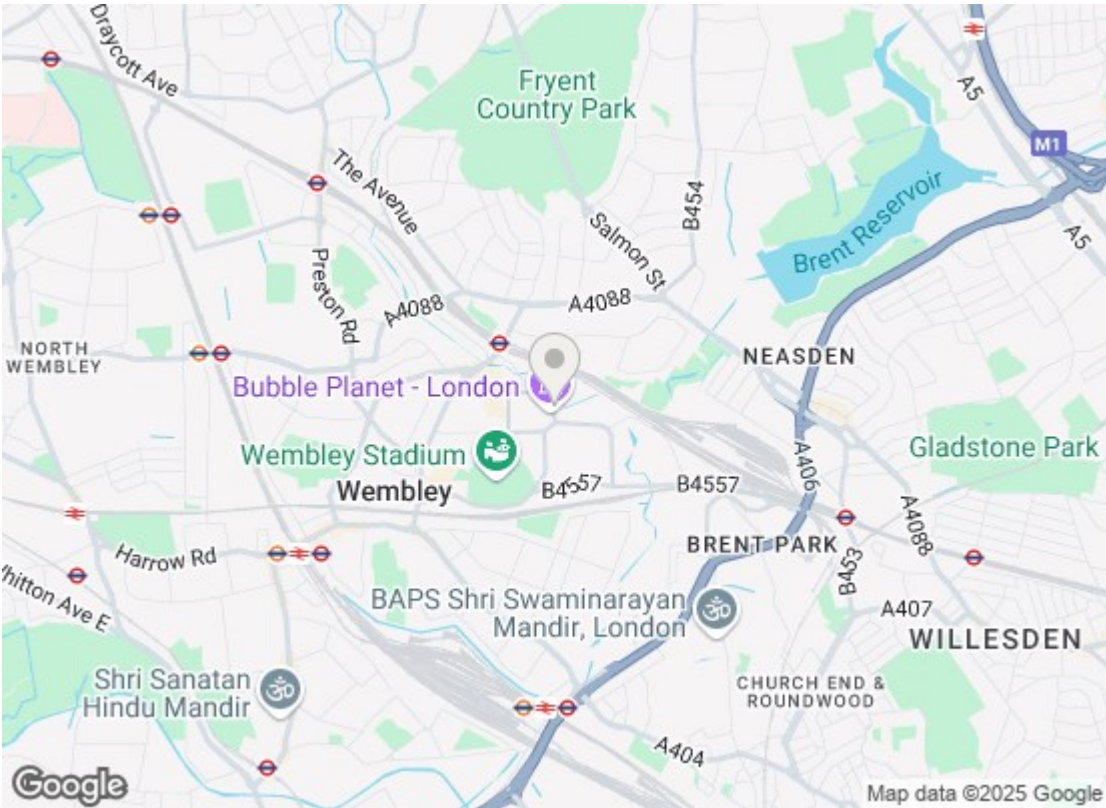 Draycott Ave
Fryent
Country Park
A5
M1
The Avenue
B454
Salmon St
Brent Reservoir
A5
Preston Rd
A4088
A4088
NORTH
WEMBLEY
NEASDEN
Bubble Planet - London
Wembley Stadium
Gladstone Park
Wembley
B4557
B4557
A406
A4088
Harrow Rd
BRENT PARK
B453
Whitton Ave E
BAPS Shri Swaminarayan
Mandir, London
A407
WILLESDEN
Shri Sanatan
Hindu Mandir
CHURCH END &
ROUNDWOOD
A404
Google
Map data ©2025 Google